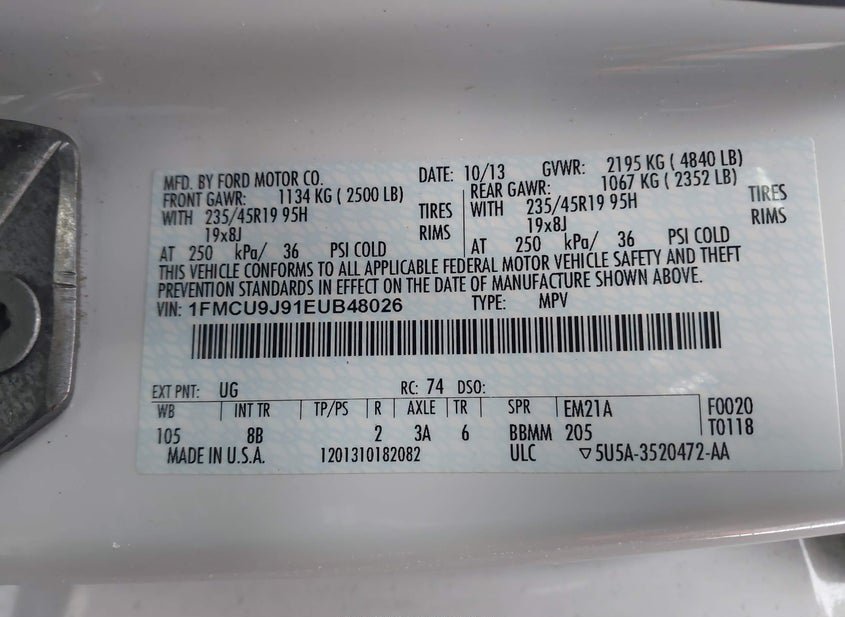 MFD. BY FORD MOTOR CO. DATE: 10/13 GVWR: 2195 KG ( 4840 LB)
FRONT GAWR: 1134 KG ( 2500 LB) REAR GAWR: 1067 KG ( 2352 LB)
WITH 235/45R19 95H TIRES WITH 235/45R19 95H TIRES
19x8J RIMS 19x8J RIMS
AT 250 kPa/ 36 PSI COLD AT 250 kPa/ 36 PSI COLD
THIS VEHICLE CONFORMS TO ALL APPLICABLE FEDERAL MOTOR VEHICLE SAFETY AND THEFT
PREVENTION STANDARDS IN EFFECT ON THE DATE OF MANUFACTURE SHOWN ABOVE.
VIN: 1FMCU9J91EUB48026 TYPE: MPV
EXT PNT: UG RC: 74 DSO:
WB INT TR TP/PS R AXLE TR SPR EM21A F0020
105 8B 2 3A 6 BBMM 205 T0118
MADE IN U.S.A. 1201310182082 ULC ▽5U5A-3520472-AA